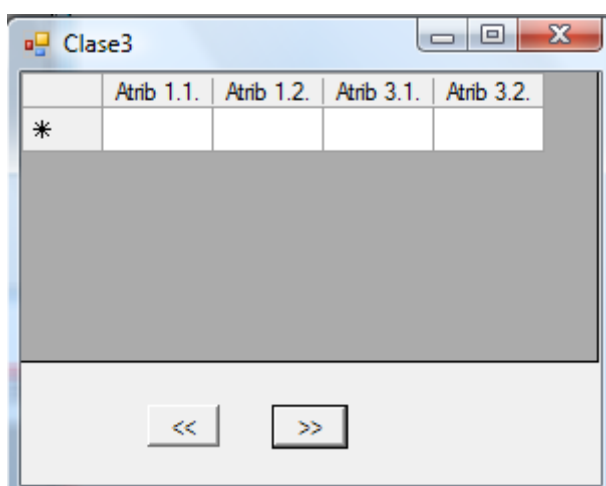 Clase3
Atrib 1.1. Atrib 1.2. Atrib 3.1. Atrib 3.2.
<< >>